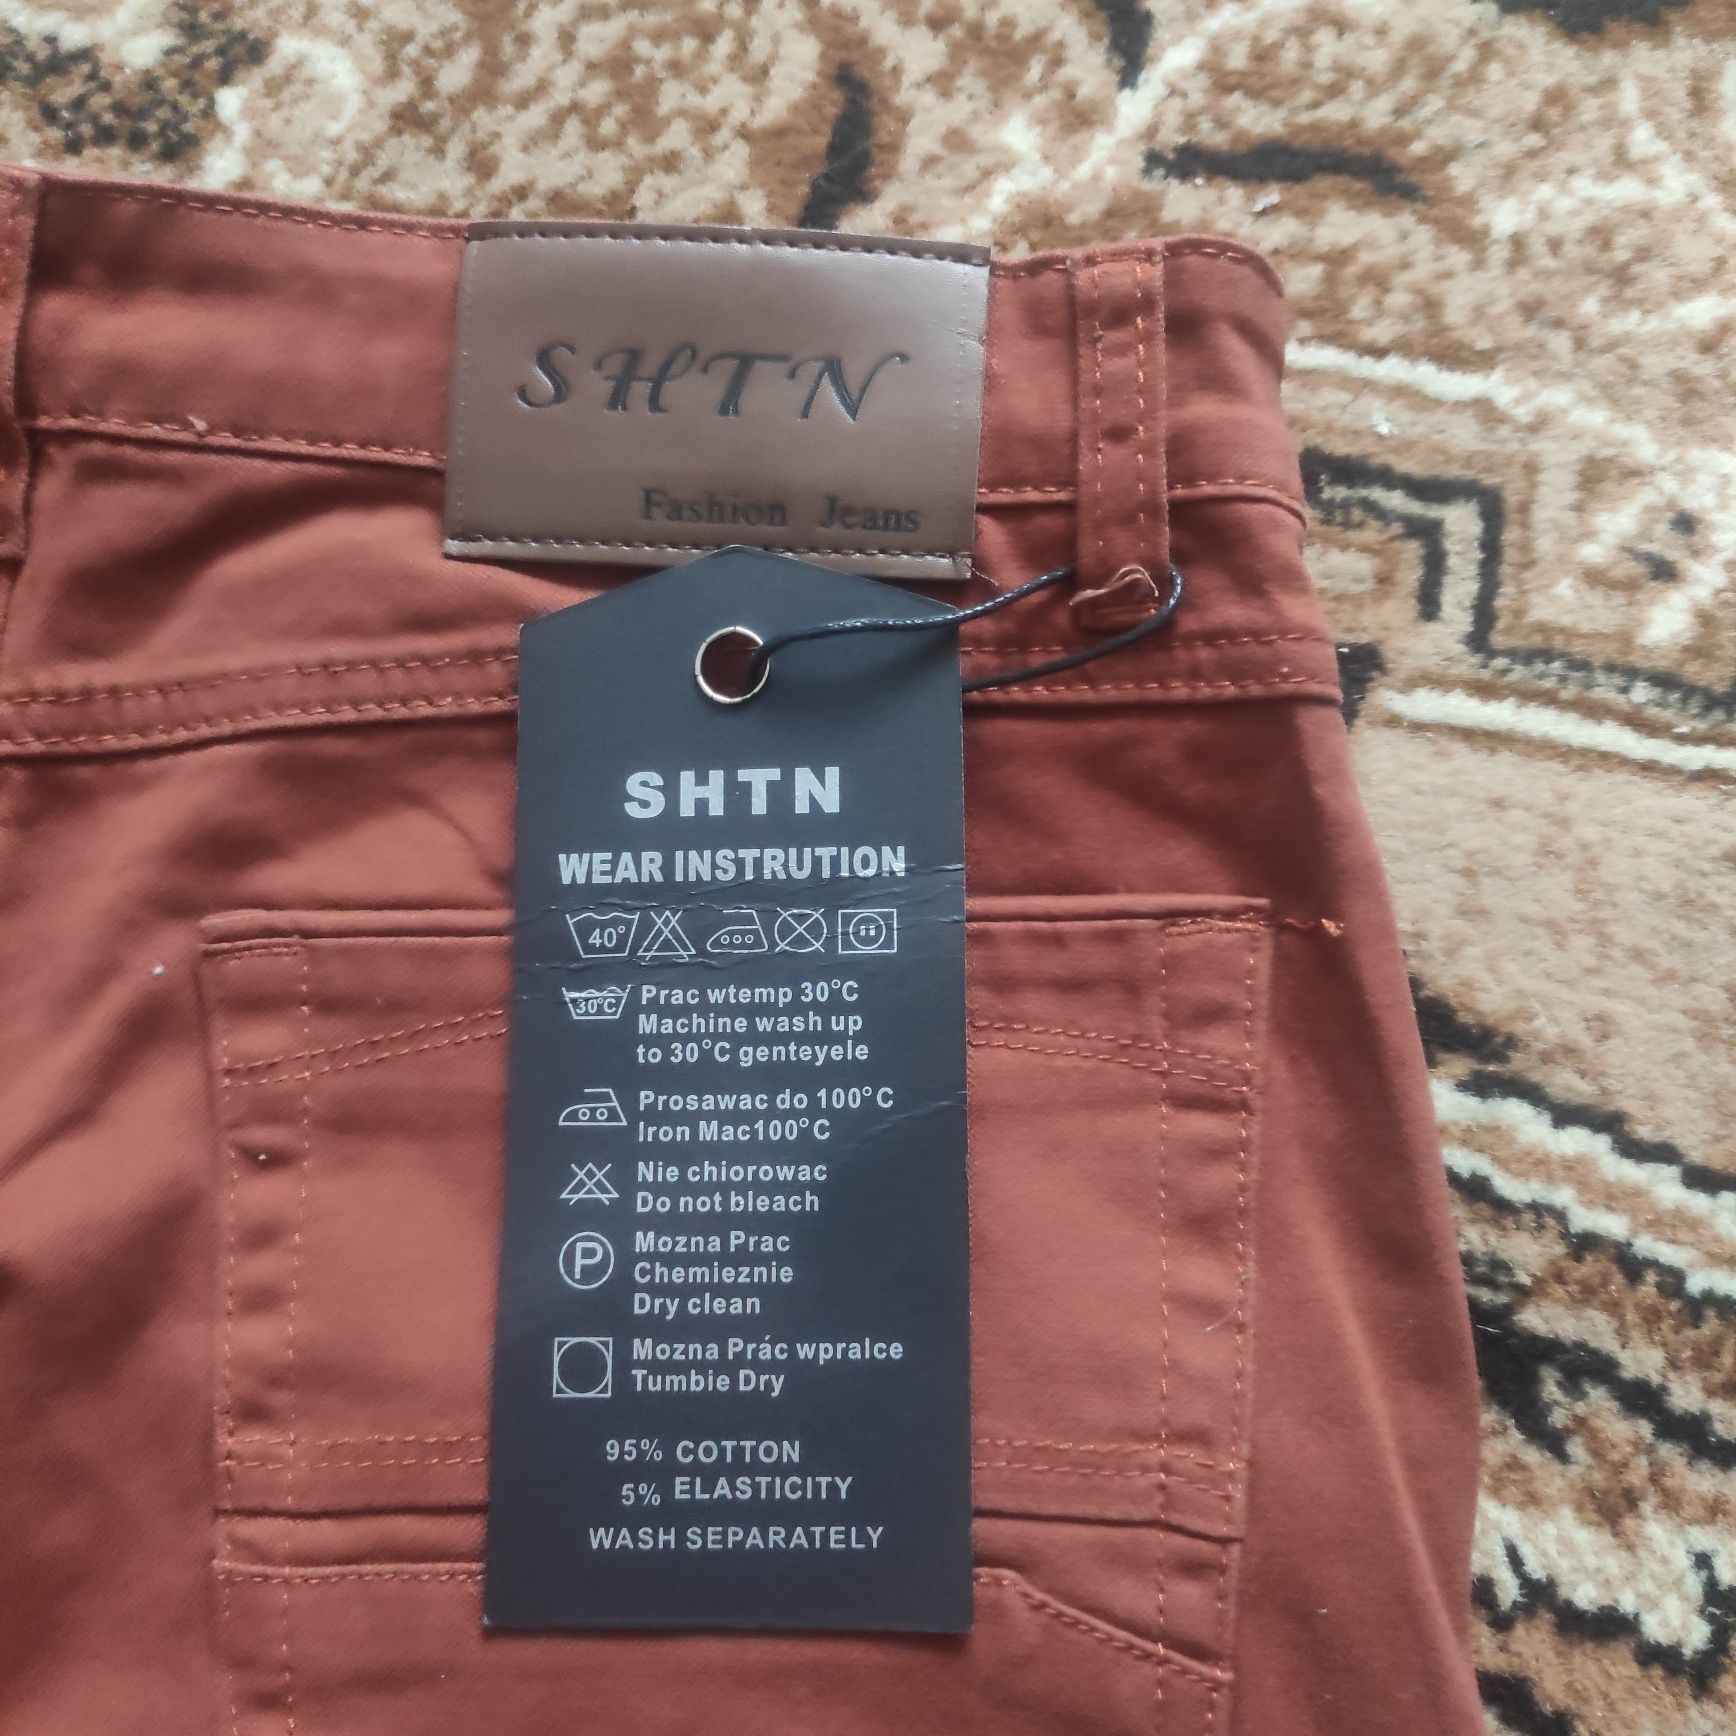 SHTN
Fashion Jeans
SHTN
WEAR INSTRUTION
40°
30°C Prac wtemp 30°C
Machine wash up
to 30°C genteyele
Prosawac do 100°C
Iron Mac100°C
Nie chiorowac
Do not bleach
P Mozna Prac
Chemieznie
Dry clean
Mozna Prác wpralce
Tumbie Dry
95% COTTON
5% ELASTICITY
WASH SEPARATELY